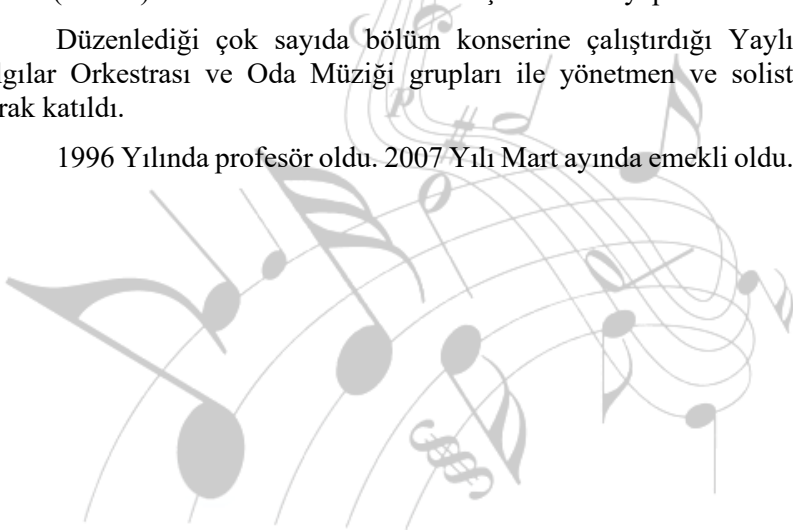 Düzenlediği çok sayıda bölüm konserine çalıştırdığı Yaylı
lgılar Orkestrası ve Oda Müziği grupları ile yönetmen ve solist
rak katıldı.
1996 Yılında profesör oldu. 2007 Yılı Mart ayında emekli oldu.